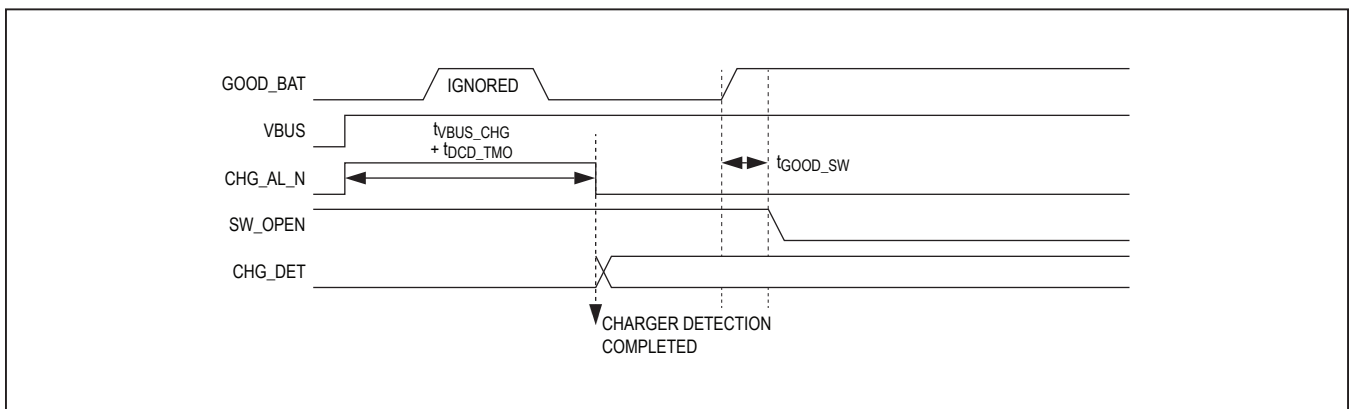 GOOD_BAT
IGNORED
VBUS
tVBUS_CHG
+ tDCD_TMO
CHG_AL_N
tGOOD_SW
SW_OPEN
CHG_DET
CHARGER DETECTION
COMPLETED